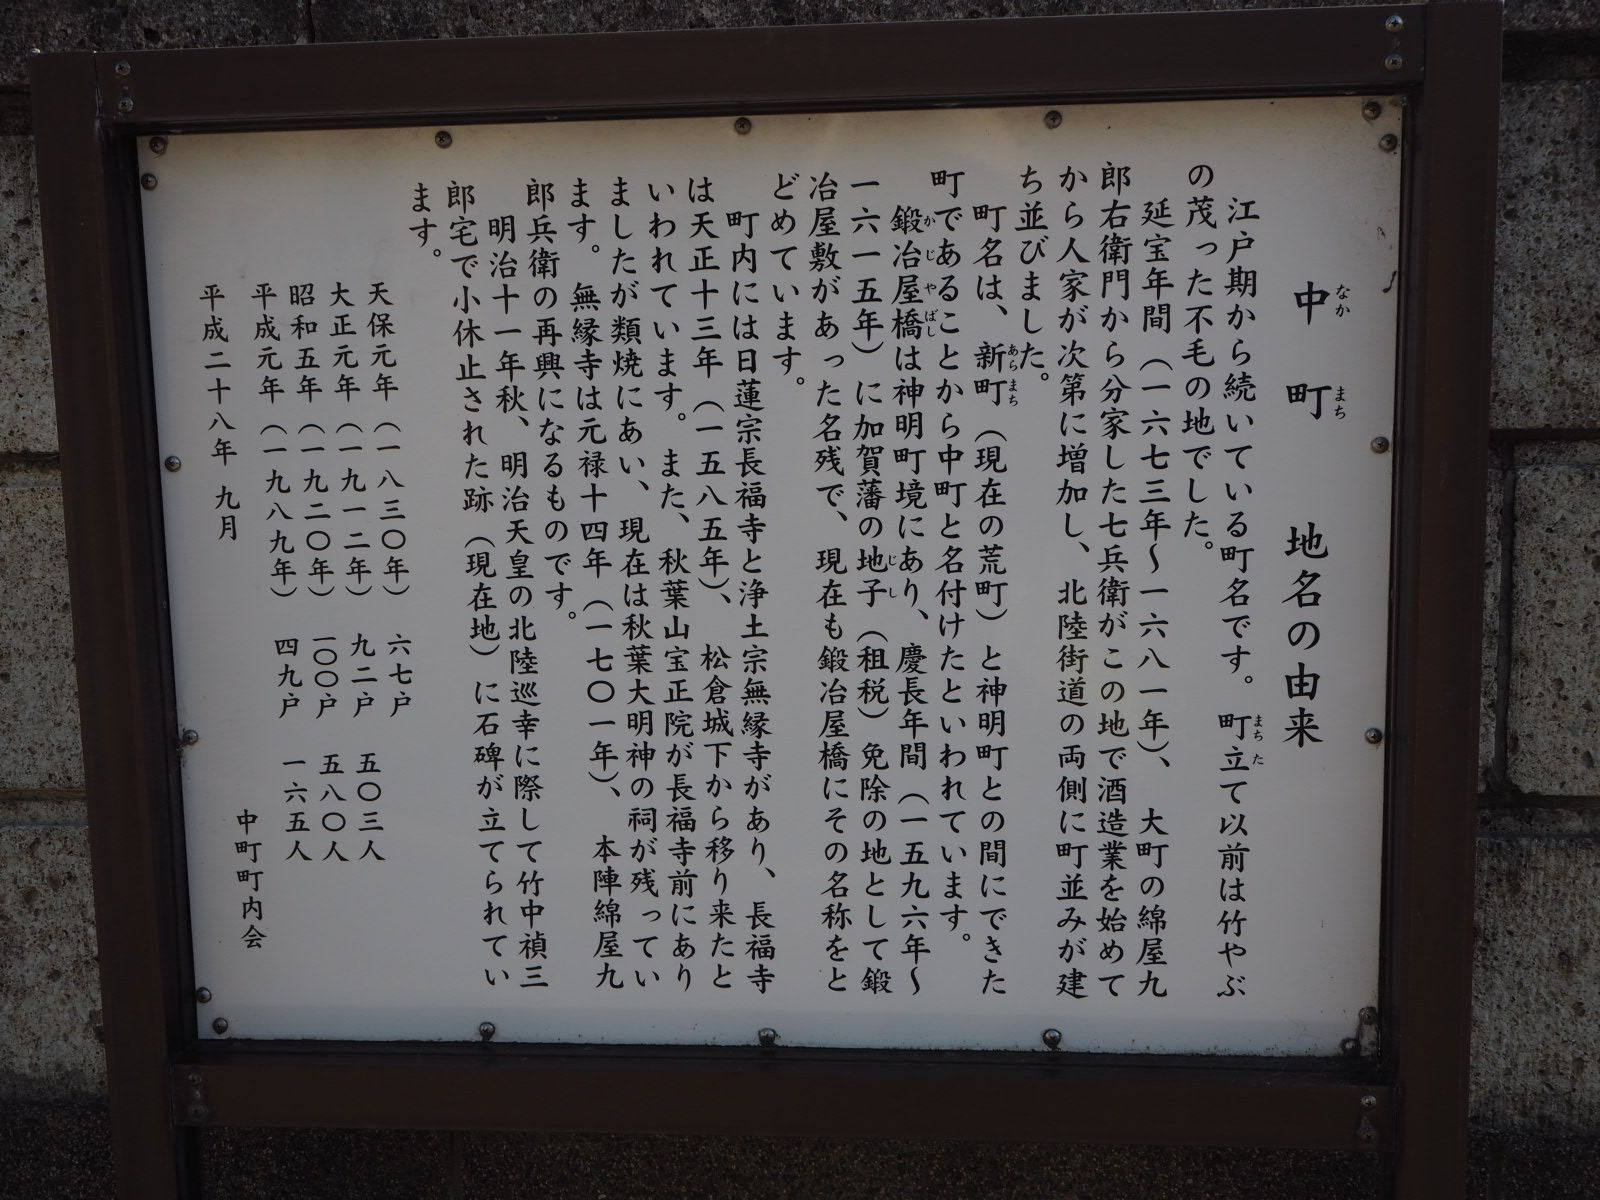 中町 地名の由来
江戸期から続いている町名です。町立て以前は竹やぶ
の茂った不毛の地でした。
延宝年間(一六七三年～一六八一年)、大町の綿屋九
郎右衛門から分家した七兵衛がこの地で酒造業を始めて
から人家が次第に増加し、北陸街道の両側に町並みが建
ち並びました。
町名は、新町(現在の荒町)と神明町との間にできた
町であることから中町と名付けたといわれています。
鍛冶屋橋は神明町境にあり、慶長年間(一五九六年～
一六一五年)に加賀藩の地子(租税)免除の地として鍛
冶屋敷があった名残で、現在も鍛冶屋橋にその名称をと
どめています。
町内には日蓮宗長福寺と浄土宗無縁寺があり、長福寺
は天正十三年(一五八五年)、松倉城下から移り来たと
いわれています。また、秋葉山宝正院が長福寺前にあり
ましたが類焼にあい、現在は秋葉大明神の祠が残ってい
ます。無縁寺は元禄十四年(一七〇一年)、本陣綿屋九
郎兵衛の再興になるものです。
明治十一年秋、明治天皇の北陸巡幸に際して竹中禎三
郎宅で小休止された跡(現在地)に石碑が立てられてい
ます。
天保元年(一八三〇年) 六七戸
大正元年(一九一二年) 九二戸 五〇三人
昭和五年(一九二〇年) 一〇〇戸 五八〇人
平成元年(一九八九年) 四九戸 一六五人
平成二十八年 九月
中町町内会